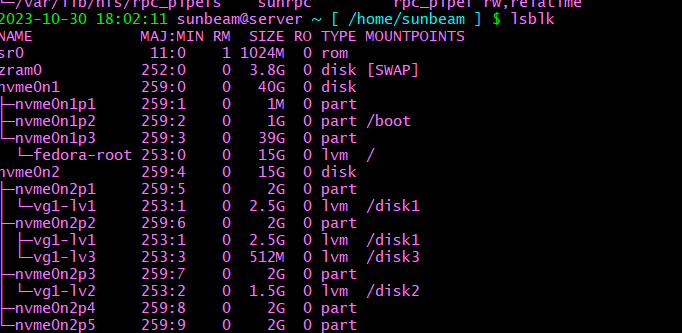 └─/var/lib/nfs/rpc_pipefs sunrpc rpc_pipef rw,relatime
2023-10-30 18:02:11 sunbeam@server ~ [ /home/sunbeam ] $ lsblk
NAME MAJ:MIN RM SIZE RO TYPE MOUNTPOINTS
sr0 11:0 1 1024M 0 rom
zram0 252:0 0 3.8G 0 disk [SWAP]
nvme0n1 259:0 0 40G 0 disk
├─nvme0n1p1 259:1 0 1M 0 part
├─nvme0n1p2 259:2 0 1G 0 part /boot
└─nvme0n1p3 259:3 0 39G 0 part
  └─fedora-root 253:0 0 15G 0 lvm /
nvme0n2 259:4 0 15G 0 disk
├─nvme0n2p1 259:5 0 2G 0 part
│ └─vg1-lv1 253:1 0 2.5G 0 lvm /disk1
├─nvme0n2p2 259:6 0 2G 0 part
│ ├─vg1-lv1 253:1 0 2.5G 0 lvm /disk1
│ └─vg1-lv3 253:3 0 512M 0 lvm /disk3
├─nvme0n2p3 259:7 0 2G 0 part
│ └─vg1-lv2 253:2 0 1.5G 0 lvm /disk2
├─nvme0n2p4 259:8 0 2G 0 part
└─nvme0n2p5 259:9 0 2G 0 part